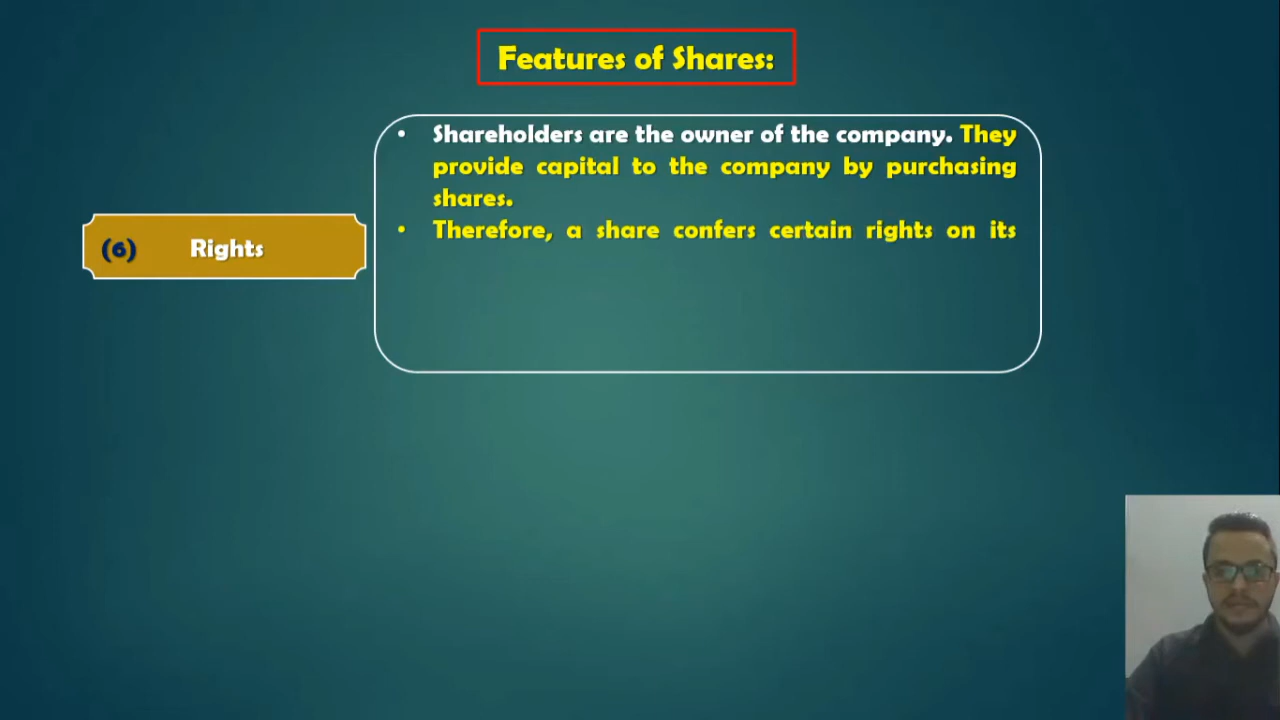 Features of Shares:
(6) Rights
• Shareholders are the owner of the company. They
provide capital to the company by purchasing
shares.
• Therefore, a share confers certain rights on its